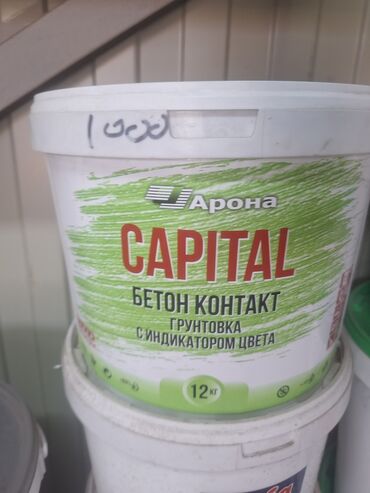 1000
Арона
CAPITAL
БЕТОН КОНТАКТ
ГРУНТОВКА
С ИНДИКАТОРОМ ЦВЕТА
12 КГ